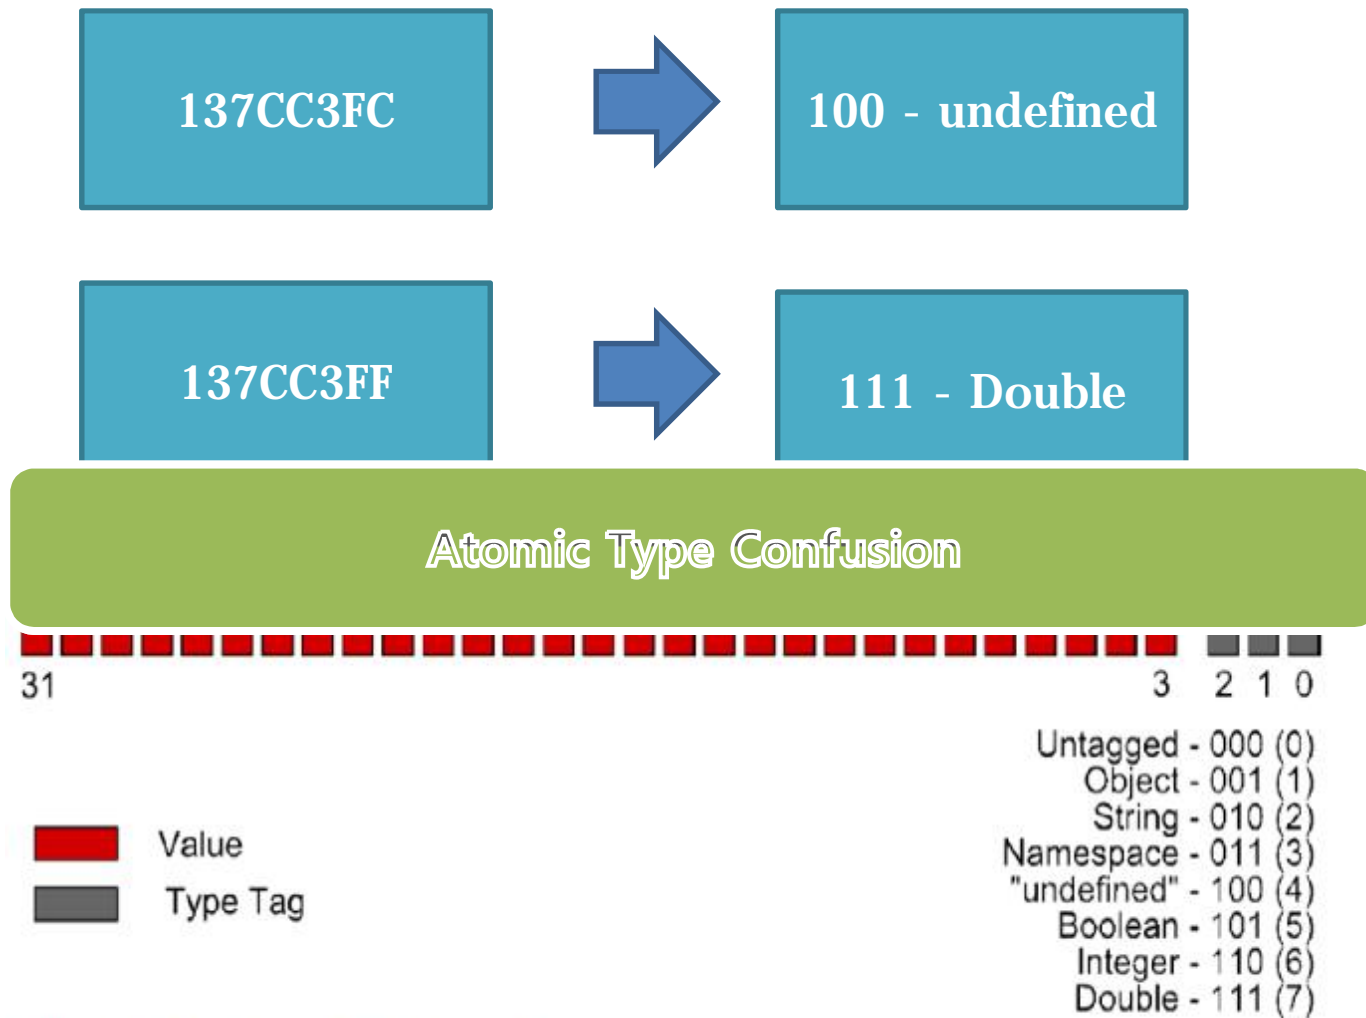 137CC3FC
100 - undefined
137CC3FF
111 - Double
Atomic Type Confusion
31 3 2 1 0
Untagged - 000 (0)
Object - 001 (1)
String - 010 (2)
Namespace - 011 (3)
"undefined" - 100 (4)
Boolean - 101 (5)
Integer - 110 (6)
Double - 111 (7)
Value
Type Tag